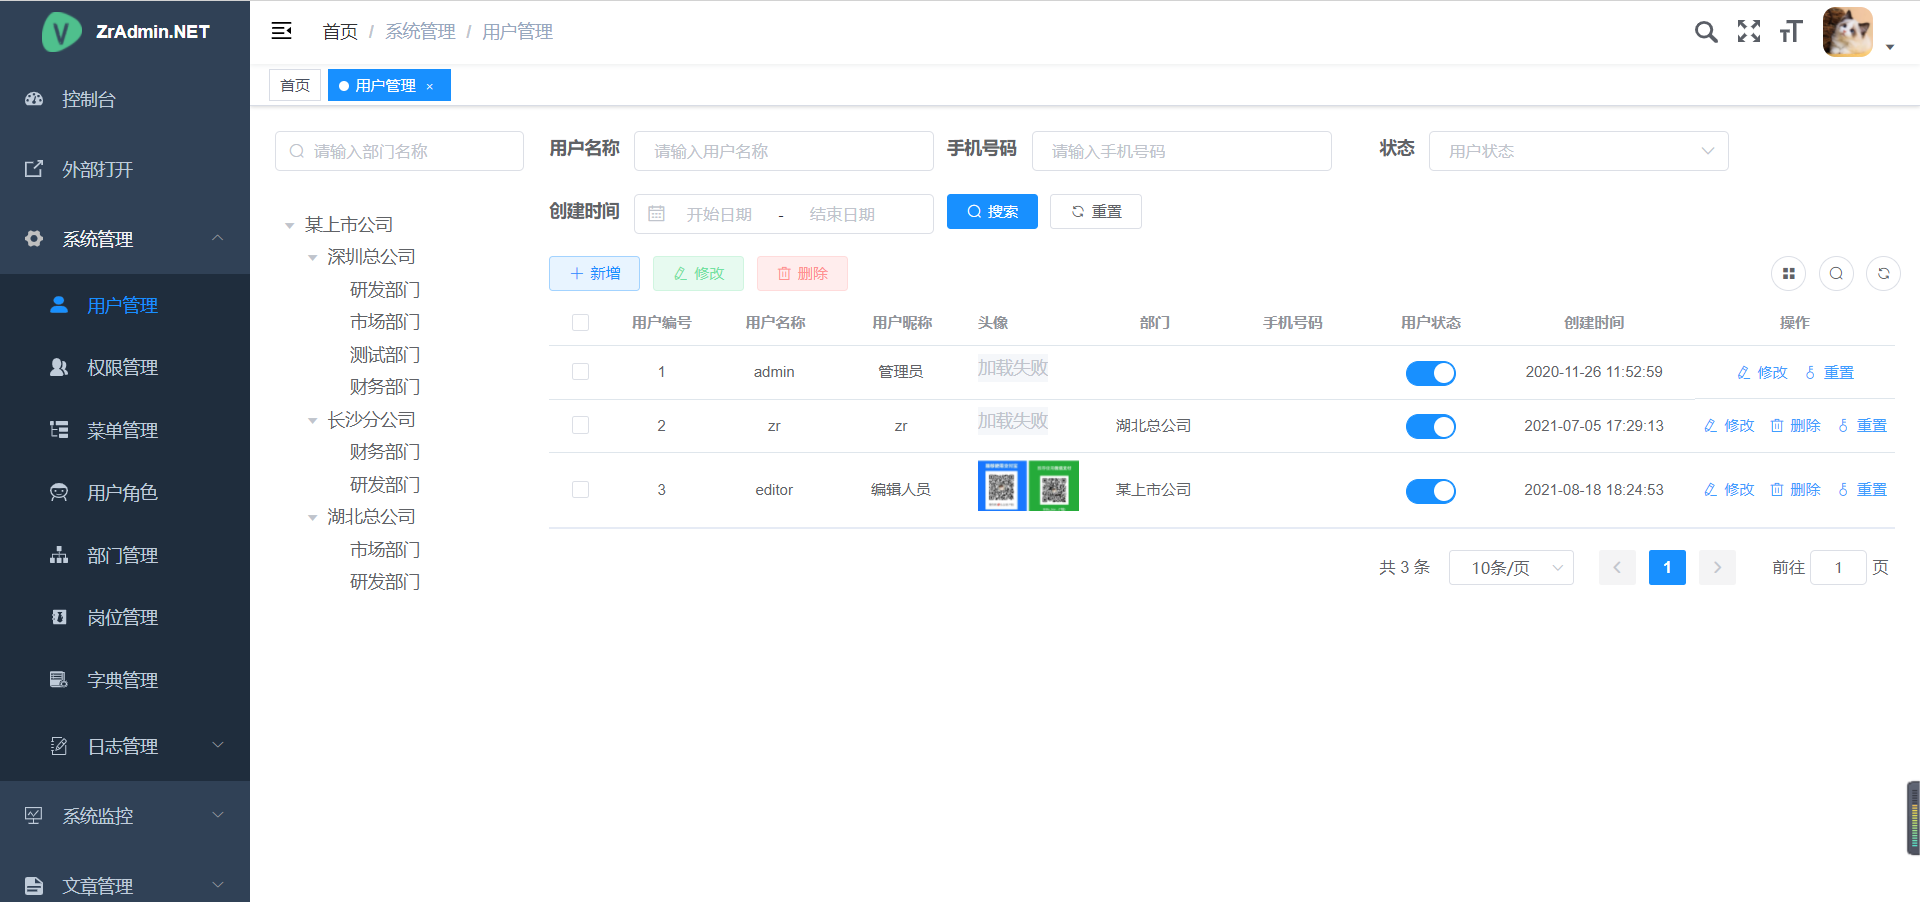 ZrAdmin.NET
控制台
外部打开
系统管理
用户管理
权限管理
菜单管理
用户角色
部门管理
岗位管理
字典管理
日志管理
系统监控
文章管理
首页 / 系统管理 / 用户管理
首页
用户管理 ×
请输入部门名称
某上市公司
深圳总公司
研发部门
市场部门
测试部门
财务部门
长沙分公司
财务部门
研发部门
湖北总公司
市场部门
研发部门
用户名称 请输入用户名称 手机号码 请输入手机号码 状态 用户状态
创建时间 开始日期 - 结束日期 搜索 重置
新增 修改 删除
用户编号 用户名称 用户昵称 头像 部门 手机号码 用户状态 创建时间 操作
1 admin 管理员 加载失败 2020-11-26 11:52:59 修改 重置
2 zr zr 加载失败 湖北总公司 2021-07-05 17:29:13 修改 删除 重置
3 editor 编辑人员 某上市公司 2021-08-18 18:24:53 修改 删除 重置
共 3 条 10条/页 1 前往 1 页